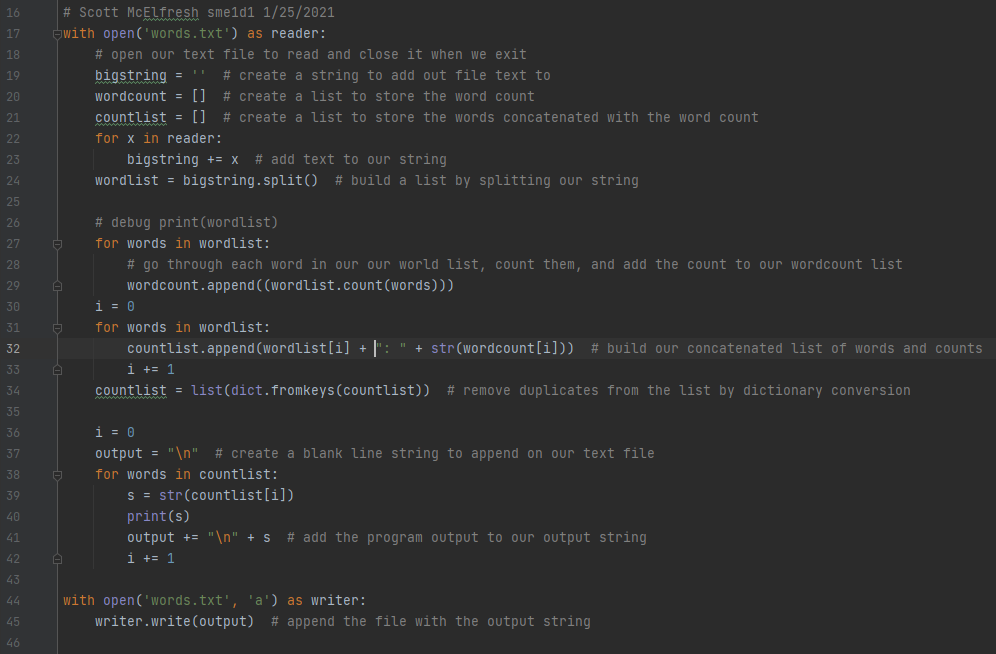 16 # Scott McElfresh sme1d1 1/25/2021
17 with open('words.txt') as reader:
18     # open our text file to read and close it when we exit
19     bigstring = ''  # create a string to add out file text to
20     wordcount = []  # create a list to store the word count
21     countlist = []  # create a list to store the words concatenated with the word count
22     for x in reader:
23         bigstring += x  # add text to our string
24     wordlist = bigstring.split()  # build a list by splitting our string
25
26     # debug print(wordlist)
27     for words in wordlist:
28         # go through each word in our our world list, count them, and add the count to our wordcount list
29         wordcount.append((wordlist.count(words)))
30     i = 0
31     for words in wordlist:
32         countlist.append(wordlist[i] + ": " + str(wordcount[i]))  # build our concatenated list of words and counts
33         i += 1
34     countlist = list(dict.fromkeys(countlist))  # remove duplicates from the list by dictionary conversion
35
36     i = 0
37     output = "\n"  # create a blank line string to append on our text file
38     for words in countlist:
39         s = str(countlist[i])
40         print(s)
41         output += "\n" + s  # add the program output to our output string
42         i += 1
43
44 with open('words.txt', 'a') as writer:
45     writer.write(output)  # append the file with the output string
46